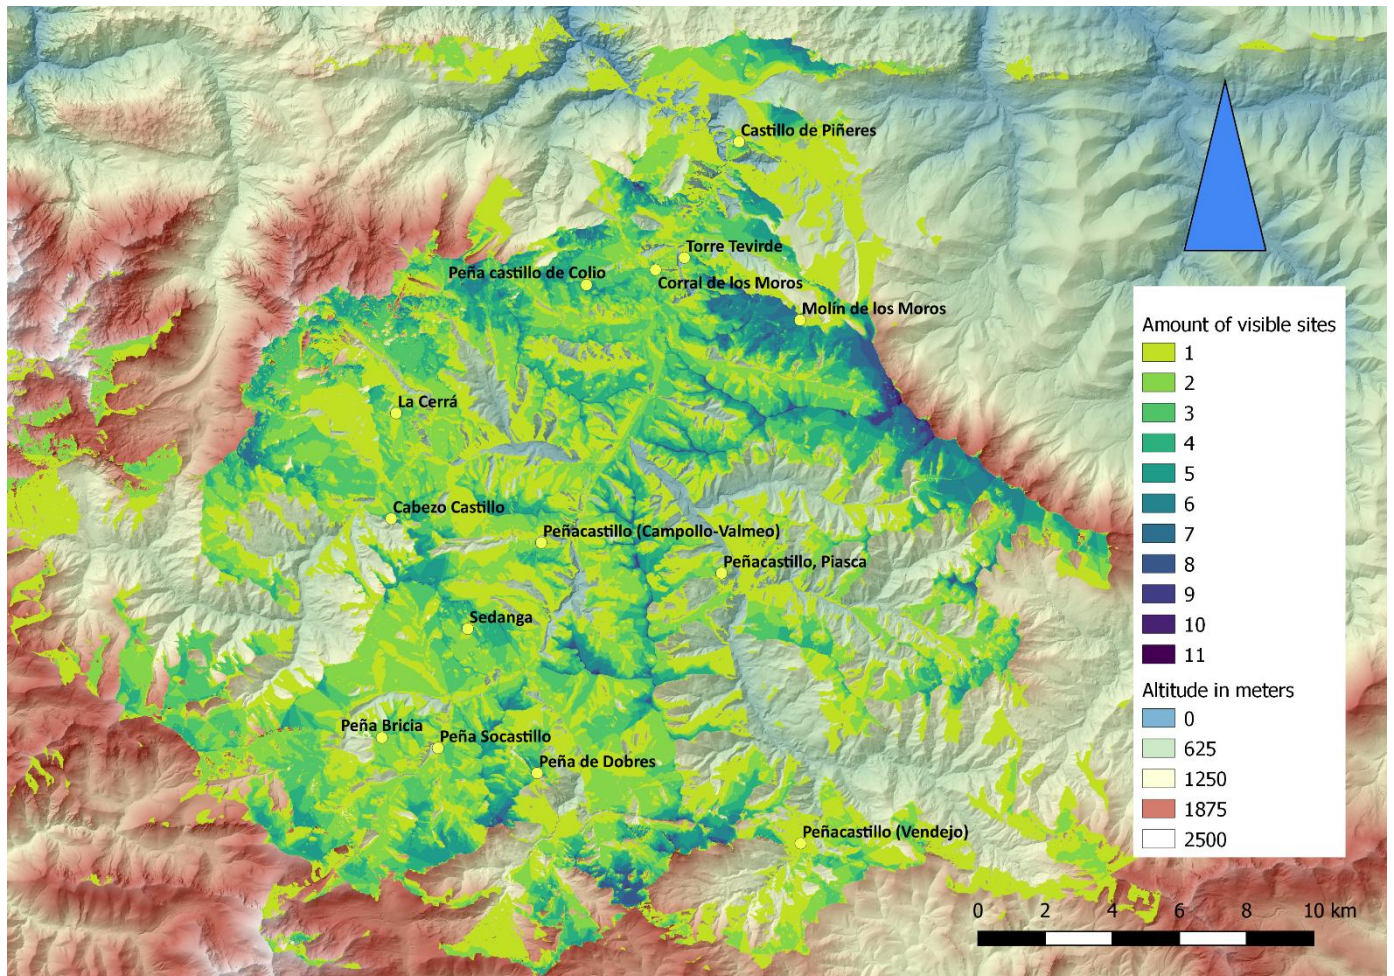 Castillo de Piñeres
Torre Tevirde
Peña castillo de Colio
Corral de los Moros
Molín de los Moros
La Cerrá
Cabezo Castillo
Peñacastillo (Campollo-Valmeo)
Peñacastillo, Piasca
Sedanga
Peña Bricia
Peña Socastillo
Peña de Dobres
Peñacastillo (Vendejo)
Amount of visible sites
1
2
3
4
5
6
7
8
9
10
11
Altitude in meters
0
625
1250
1875
2500
0 2 4 6 8 10 km